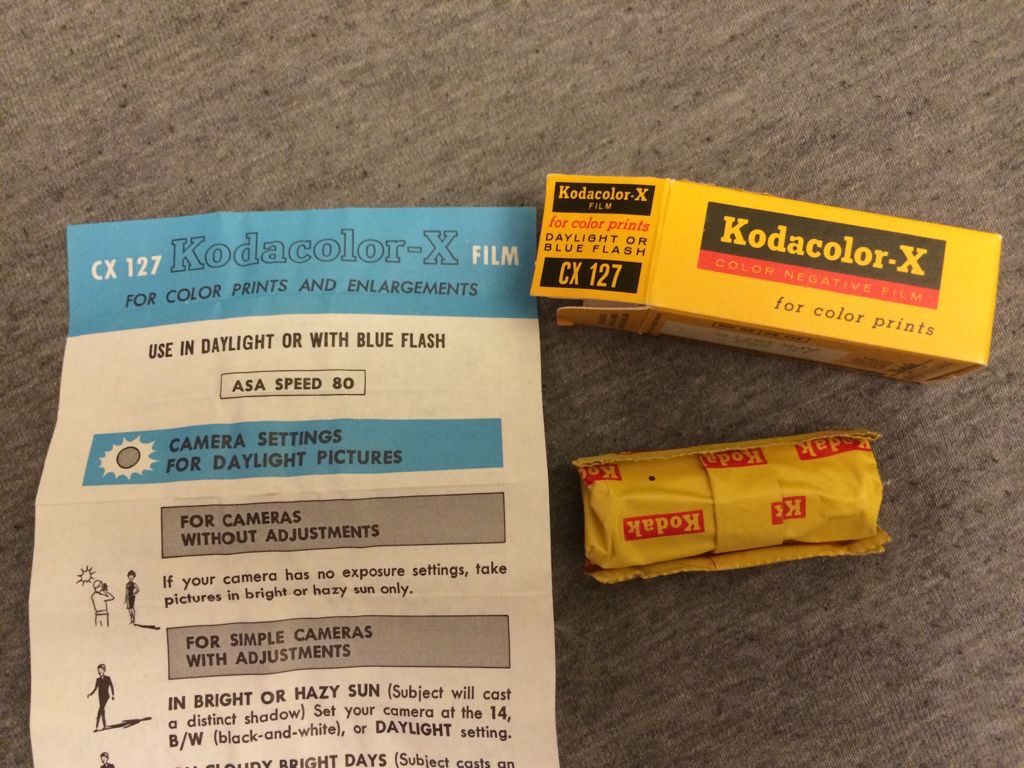 CX 127 Kodacolor-X FILM
FOR COLOR PRINTS AND ENLARGEMENTS
USE IN DAYLIGHT OR WITH BLUE FLASH
ASA SPEED 80
CAMERA SETTINGS
FOR DAYLIGHT PICTURES
FOR CAMERAS
WITHOUT ADJUSTMENTS
If your camera has no exposure settings, take
pictures in bright or hazy sun only.
FOR SIMPLE CAMERAS
WITH ADJUSTMENTS
IN BRIGHT OR HAZY SUN (Subject will cast
a distinct shadow) Set your camera at the 14,
B/W (black-and-white), or DAYLIGHT setting.
CLOUDY BRIGHT DAYS (Subject casts an
Kodacolor-X
FILM
for color prints
DAYLIGHT OR
BLUE FLASH
CX 127
Kodacolor-X
COLOR NEGATIVE FILM
for color prints
Kodak
Kodak
Kodak
Kodak